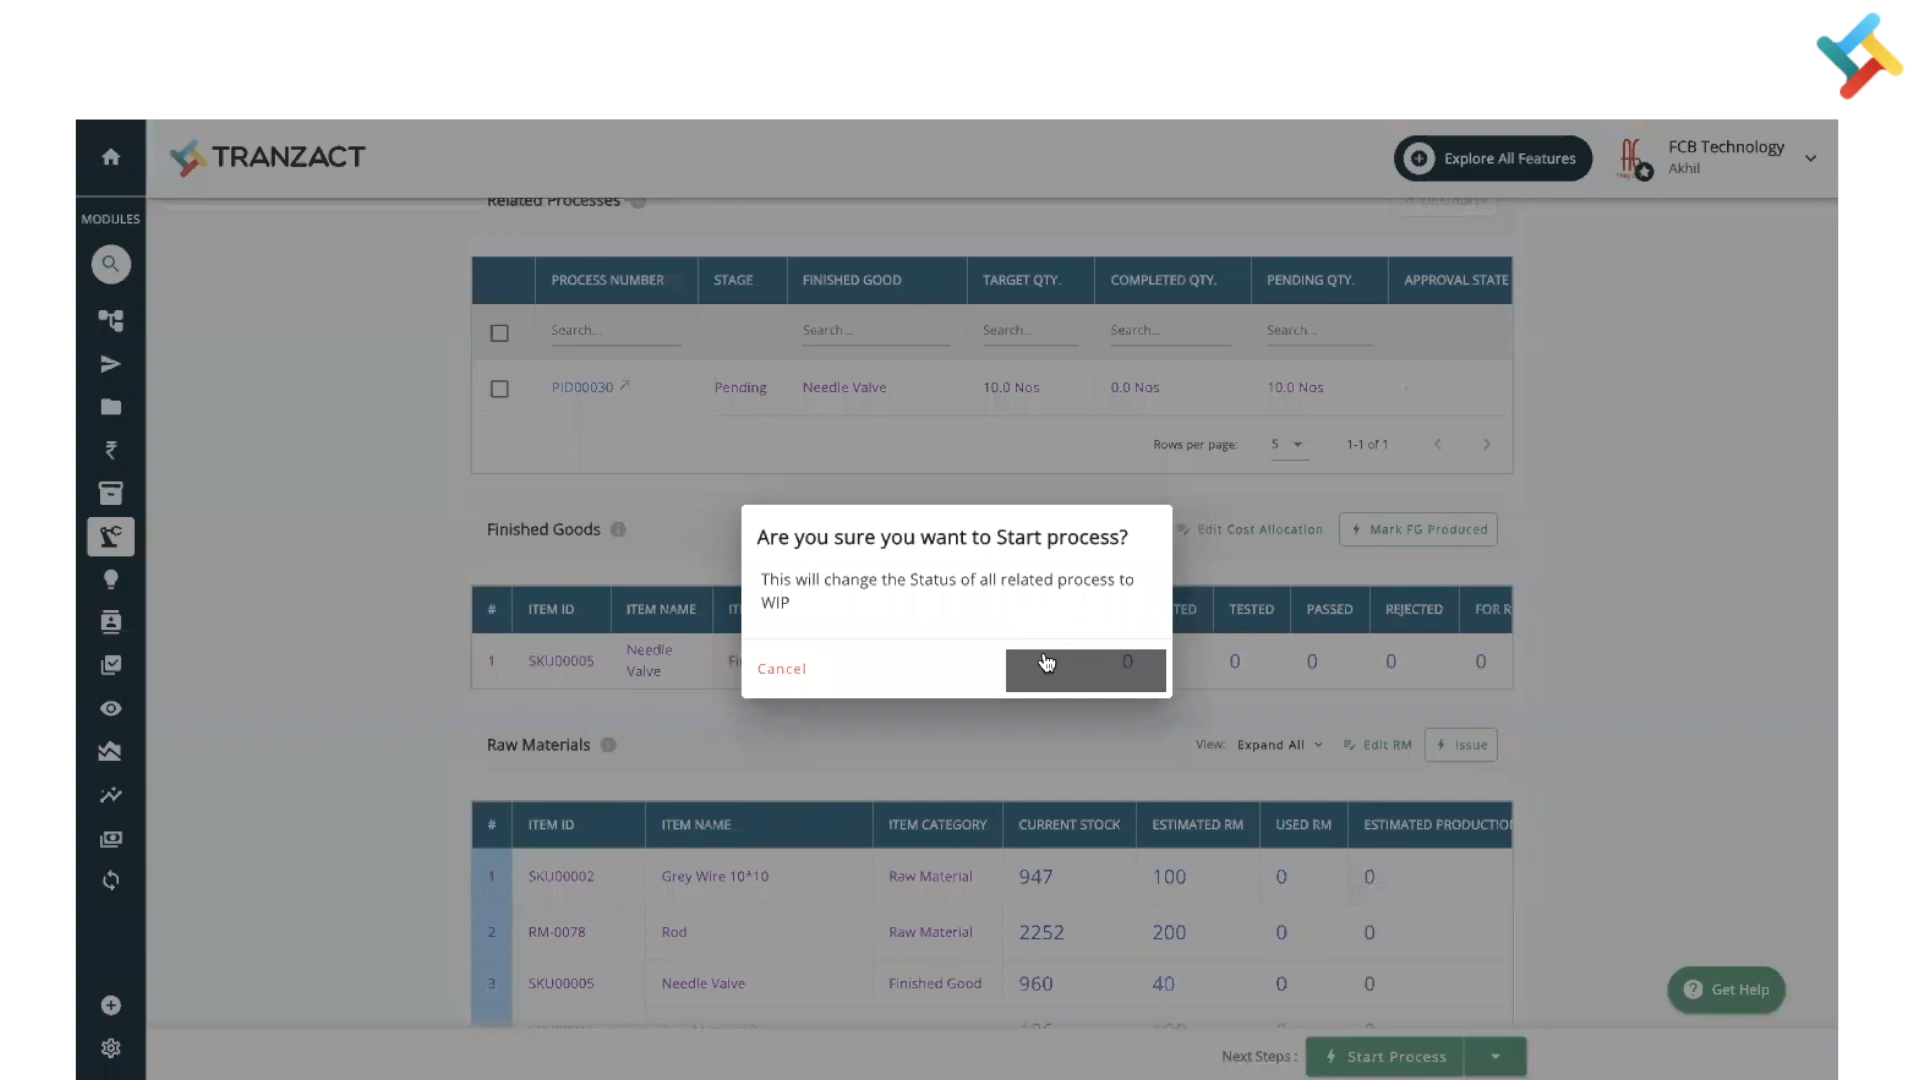 TRANZACT
Explore All Features
FCB Technology
Akhil
MODULES
Related Processes
PROCESS NUMBER STAGE FINISHED GOOD TARGET QTY. COMPLETED QTY. PENDING QTY. APPROVAL STATE
Search... Search... Search... Search... Search...
PID00030 Pending Needle Valve 10.0 Nos 0.0 Nos 10.0 Nos -
Rows per page: 5 1-1 of 1
Finished Goods Edit Cost Allocation Mark FG Produced
Are you sure you want to Start process?
This will change the Status of all related process to
WIP
Cancel
# ITEM ID ITEM NAME IT TED TESTED PASSED REJECTED FOR R
1 SKU00005 Needle Valve Fi 0 0 0 0 0
Raw Materials View: Expand All Edit RM Issue
# ITEM ID ITEM NAME ITEM CATEGORY CURRENT STOCK ESTIMATED RM USED RM ESTIMATED PRODUCTIO
1 SKU00002 Grey Wire 10*10 Raw Material 947 100 0 0
2 RM-0078 Rod Raw Material 2252 200 0 0
3 SKU00005 Needle Valve Finished Good 960 40 0 0
Get Help
Next Steps : Start Process